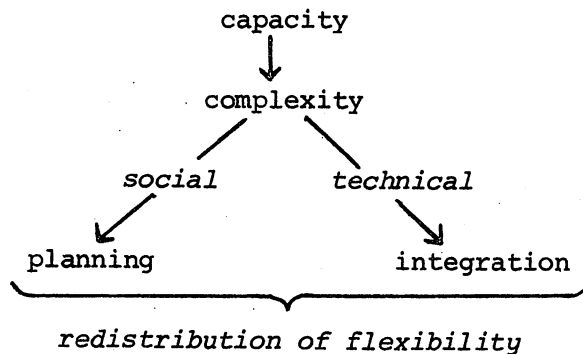 capacity
complexity
social technical
planning integration
redistribution of flexibility